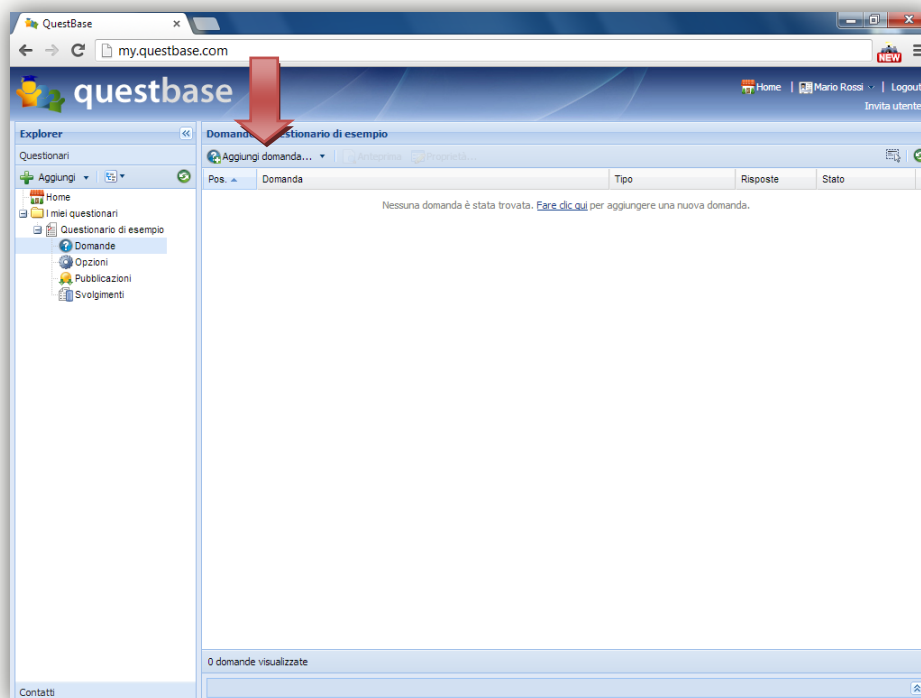 QuestBase
my.questbase.com
NEW
questbase
Home | Mario Rossi | Logout
Invita utente
Explorer
Questionari
Aggiungi
Home
I miei questionari
Questionario di esempio
Domande
Opzioni
Pubblicazioni
Svolgimenti
Contatti
Domande estionario di esempio
Aggiungi domanda... Anteprima Proprietà...
Pos. Domanda Tipo Risposte Stato
Nessuna domanda è stata trovata. Fare clic qui per aggiungere una nuova domanda.
0 domande visualizzate